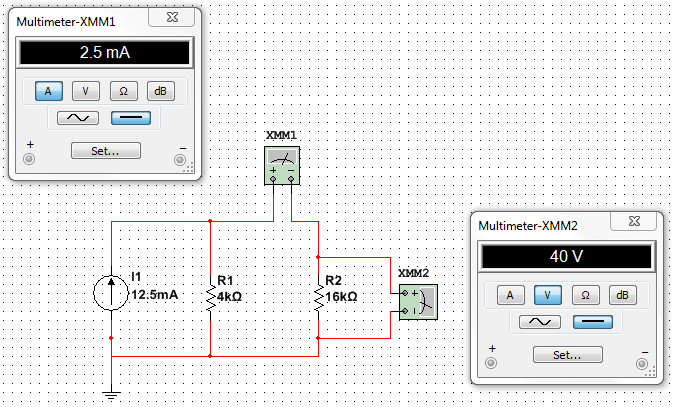 Multimeter-XMM1
2.5 mA
A V Ω dB
+ –
Set...
XMM1
+ –
I1
12.5mA
R1
4kΩ
R2
16kΩ
XMM2
+
–
Multimeter-XMM2
40 V
A V Ω dB
+ –
Set...